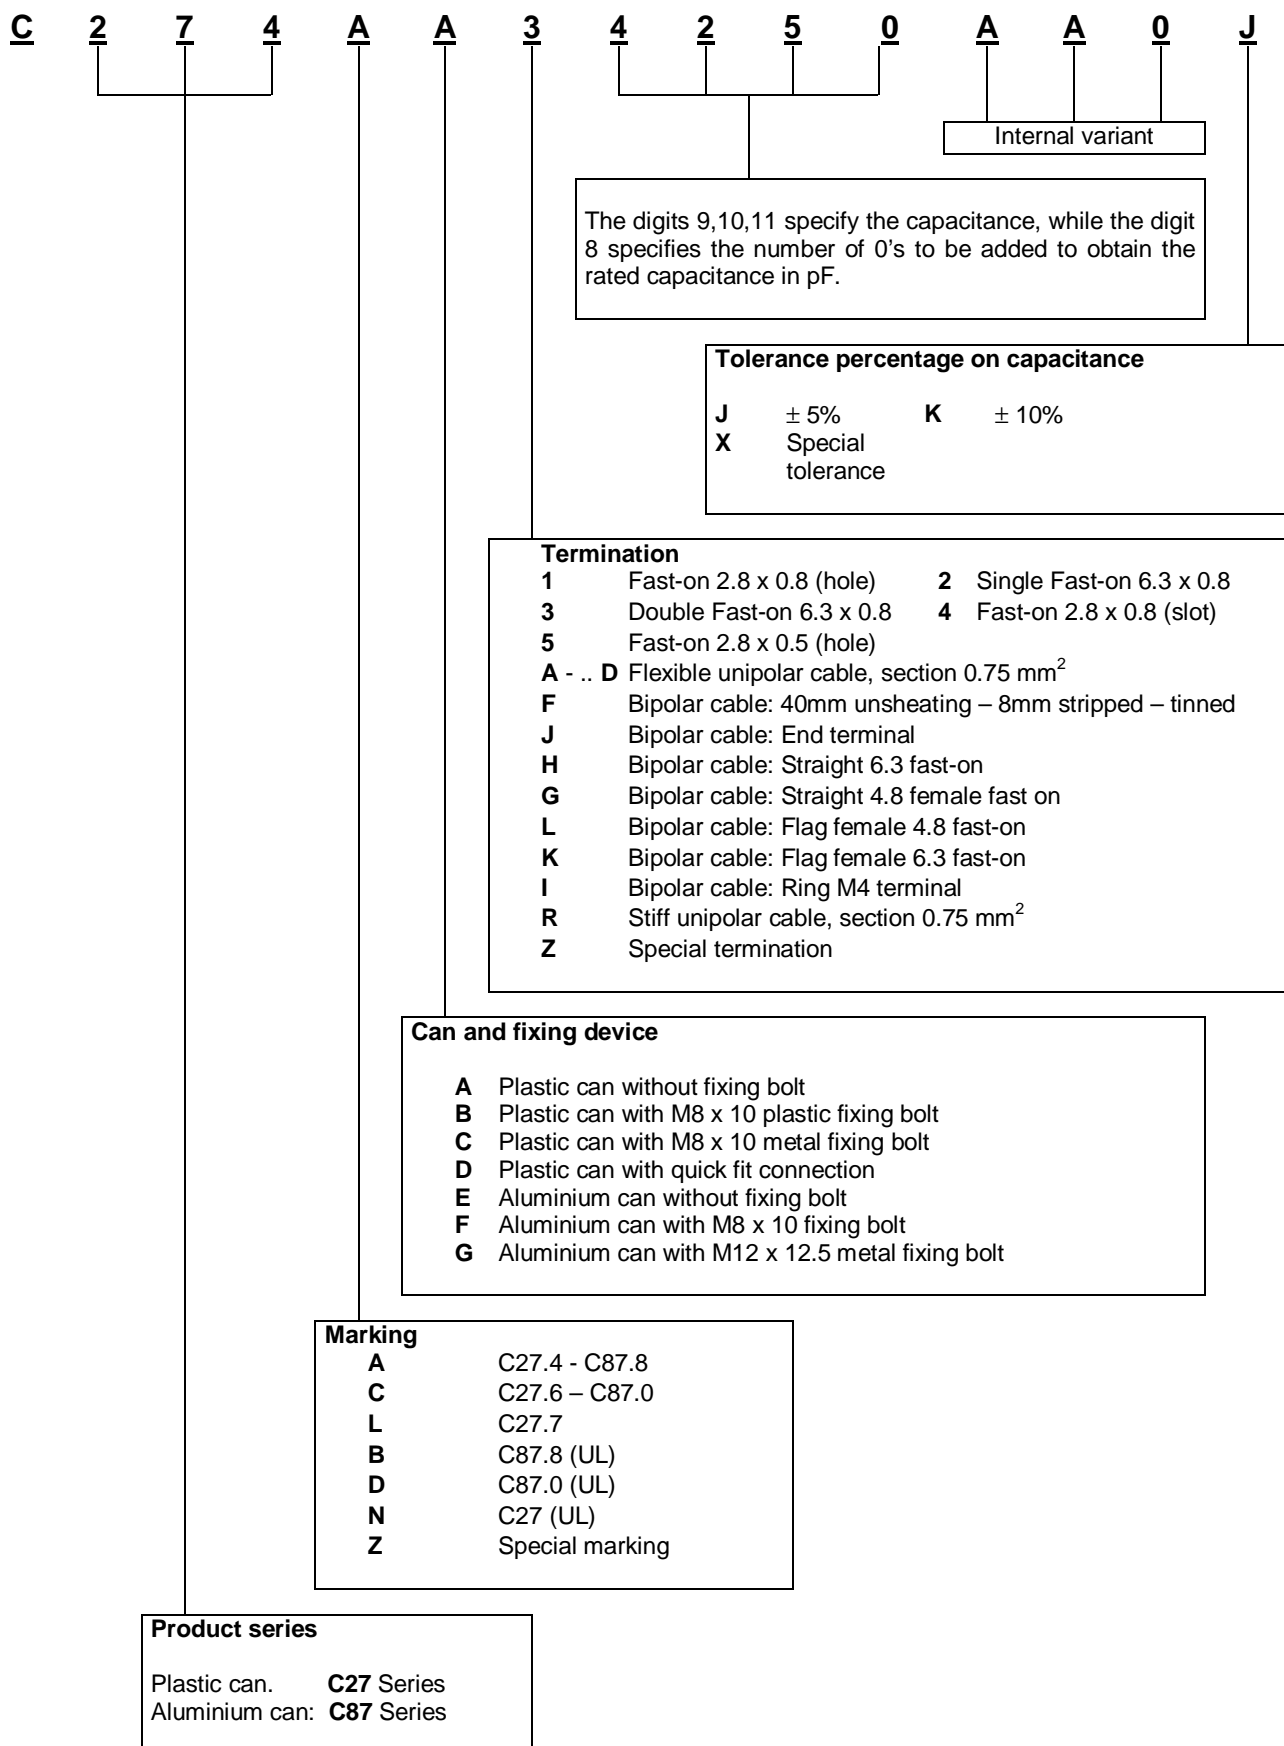 C 2 7 4 A A 3 4 2 5 0 A A 0 J
Internal variant
The digits 9,10,11 specify the capacitance, while the digit
8 specifies the number of 0's to be added to obtain the
rated capacitance in pF.
Tolerance percentage on capacitance
J ± 5% K ± 10%
X Special
tolerance
Termination
1 Fast-on 2.8 x 0.8 (hole) 2 Single Fast-on 6.3 x 0.8
3 Double Fast-on 6.3 x 0.8 4 Fast-on 2.8 x 0.8 (slot)
5 Fast-on 2.8 x 0.5 (hole)
A - .. D Flexible unipolar cable, section 0.75 mm²
F Bipolar cable: 40mm unsheating – 8mm stripped – tinned
J Bipolar cable: End terminal
H Bipolar cable: Straight 6.3 fast-on
G Bipolar cable: Straight 4.8 female fast on
L Bipolar cable: Flag female 4.8 fast-on
K Bipolar cable: Flag female 6.3 fast-on
I Bipolar cable: Ring M4 terminal
R Stiff unipolar cable, section 0.75 mm²
Z Special termination
Can and fixing device
A Plastic can without fixing bolt
B Plastic can with M8 x 10 plastic fixing bolt
C Plastic can with M8 x 10 metal fixing bolt
D Plastic can with quick fit connection
E Aluminium can without fixing bolt
F Aluminium can with M8 x 10 fixing bolt
G Aluminium can with M12 x 12.5 metal fixing bolt
Marking
A C27.4 - C87.8
C C27.6 – C87.0
L C27.7
B C87.8 (UL)
D C87.0 (UL)
N C27 (UL)
Z Special marking
Product series
Plastic can. C27 Series
Aluminium can: C87 Series